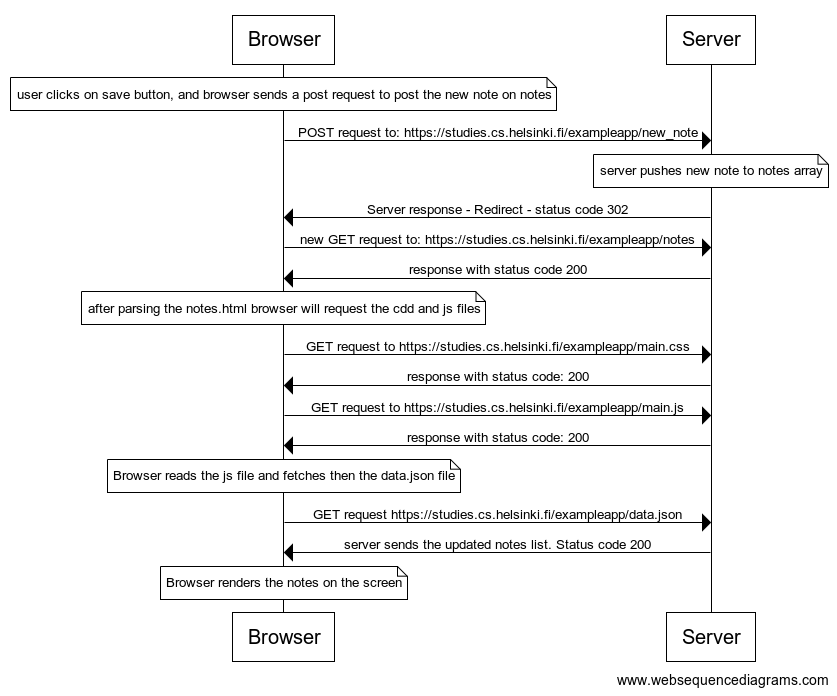 Browser
Server
user clicks on save button, and browser sends a post request to post the new note on notes
POST request to: https://studies.cs.helsinki.fi/exampleapp/new_note
server pushes new note to notes array
Server response - Redirect - status code 302
new GET request to: https://studies.cs.helsinki.fi/exampleapp/notes
response with status code 200
after parsing the notes.html browser will request the cdd and js files
GET request to https://studies.cs.helsinki.fi/exampleapp/main.css
response with status code: 200
GET request to https://studies.cs.helsinki.fi/exampleapp/main.js
response with status code: 200
Browser reads the js file and fetches then the data.json file
GET request https://studies.cs.helsinki.fi/exampleapp/data.json
server sends the updated notes list. Status code 200
Browser renders the notes on the screen
Browser
Server
www.websequencediagrams.com